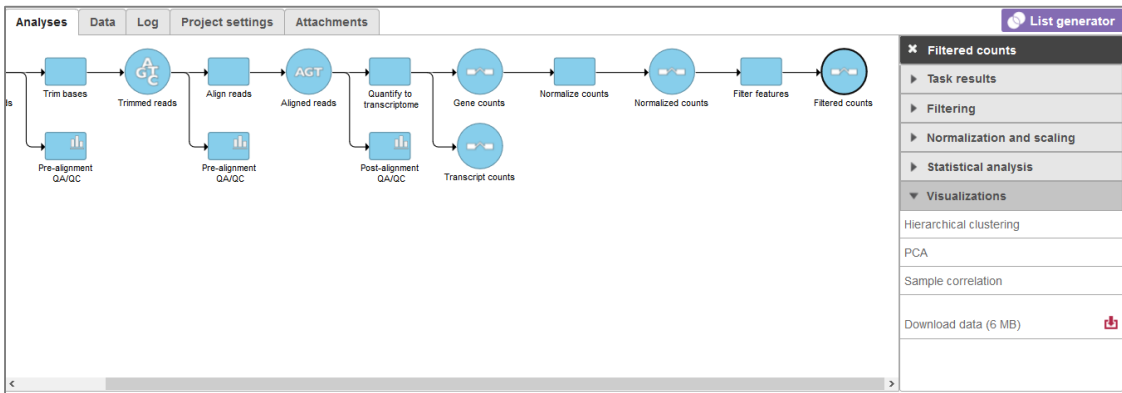 Analyses
Data
Log
Project settings
Attachments
List generator
ls
Trim bases
A
G T
C
Trimmed reads
Align reads
AGT
Aligned reads
Quantify to
transcriptome
Gene counts
Normalize counts
Normalized counts
Filter features
Filtered counts
Pre-alignment
QA/QC
Pre-alignment
QA/QC
Post-alignment
QA/QC
Transcript counts
Filtered counts
Task results
Filtering
Normalization and scaling
Statistical analysis
Visualizations
Hierarchical clustering
PCA
Sample correlation
Download data (6 MB)